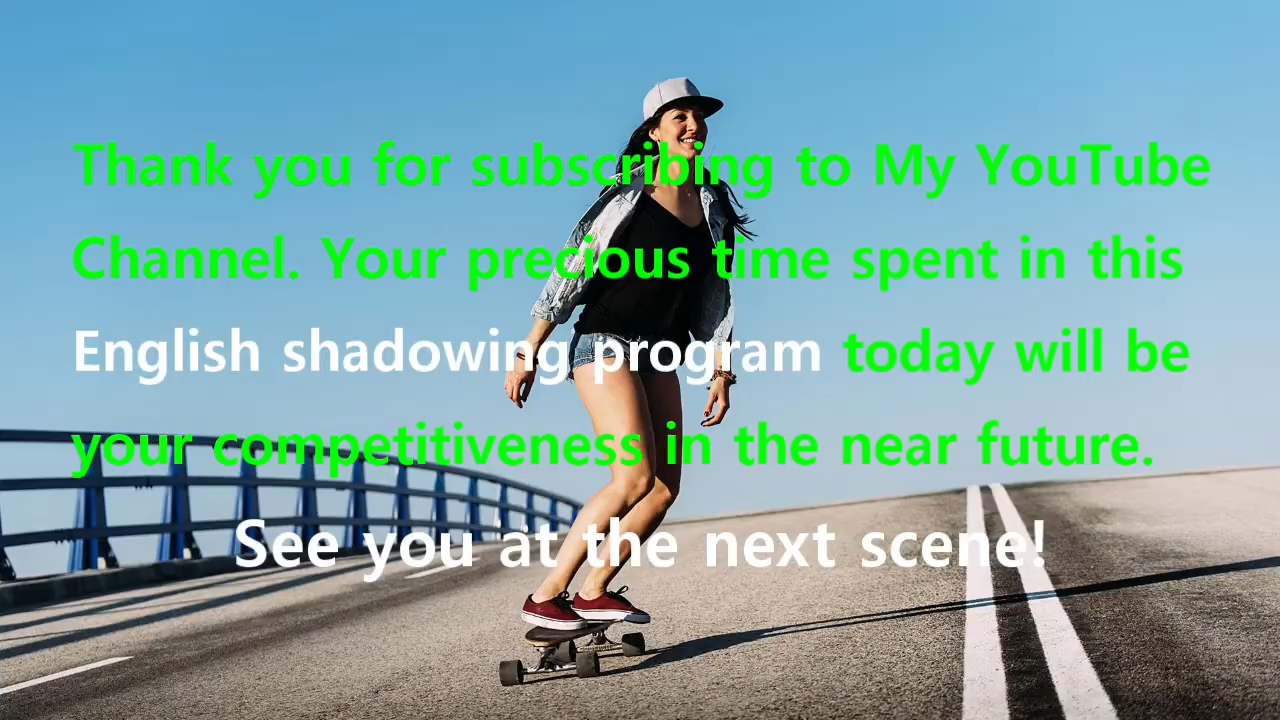 Thank you for subscribing to My YouTube
Channel. Your precious time spent in this
English shadowing program today will be
your competitiveness in the near future.
See you at the next scene!